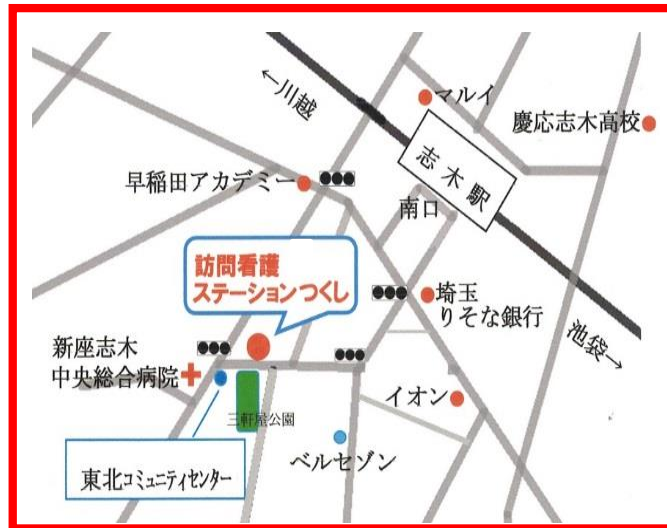 ←川越
マルイ
慶応志木高校
志木駅
早稲田アカデミー
南口
訪問看護
ステーションつくし
埼玉
りそな銀行
池袋→
新座志木
中央総合病院
イオン
三軒屋公園
ベルセゾン
東北コミュニティセンター